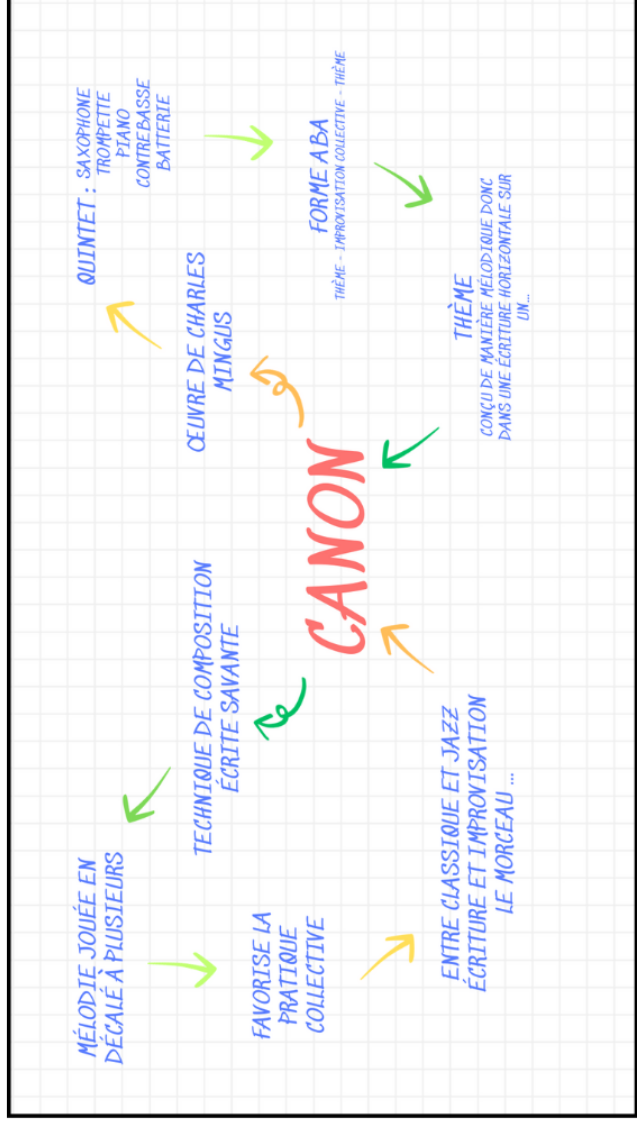 CANON
TECHNIQUE DE COMPOSITION
ÉCRITE SAVANTE
MÉLODIE JOUÉE EN
DÉCALÉ À PLUSIEURS
FAVORISE LA
PRATIQUE
COLLECTIVE
ENTRE CLASSIQUE ET JAZZ
ÉCRITURE ET IMPROVISATION
LE MORCEAU ...
ŒUVRE DE CHARLES
MINGUS
QUINTET : SAXOPHONE
TROMPETTE
PIANO
CONTREBASSE
BATTERIE
FORME ABA
THÈME - IMPROVISATION COLLECTIVE - THÈME
THÈME
CONÇU DE MANIÈRE MÉLODIQUE DONC
DANS UNE ÉCRITURE HORIZONTALE SUR
UN...